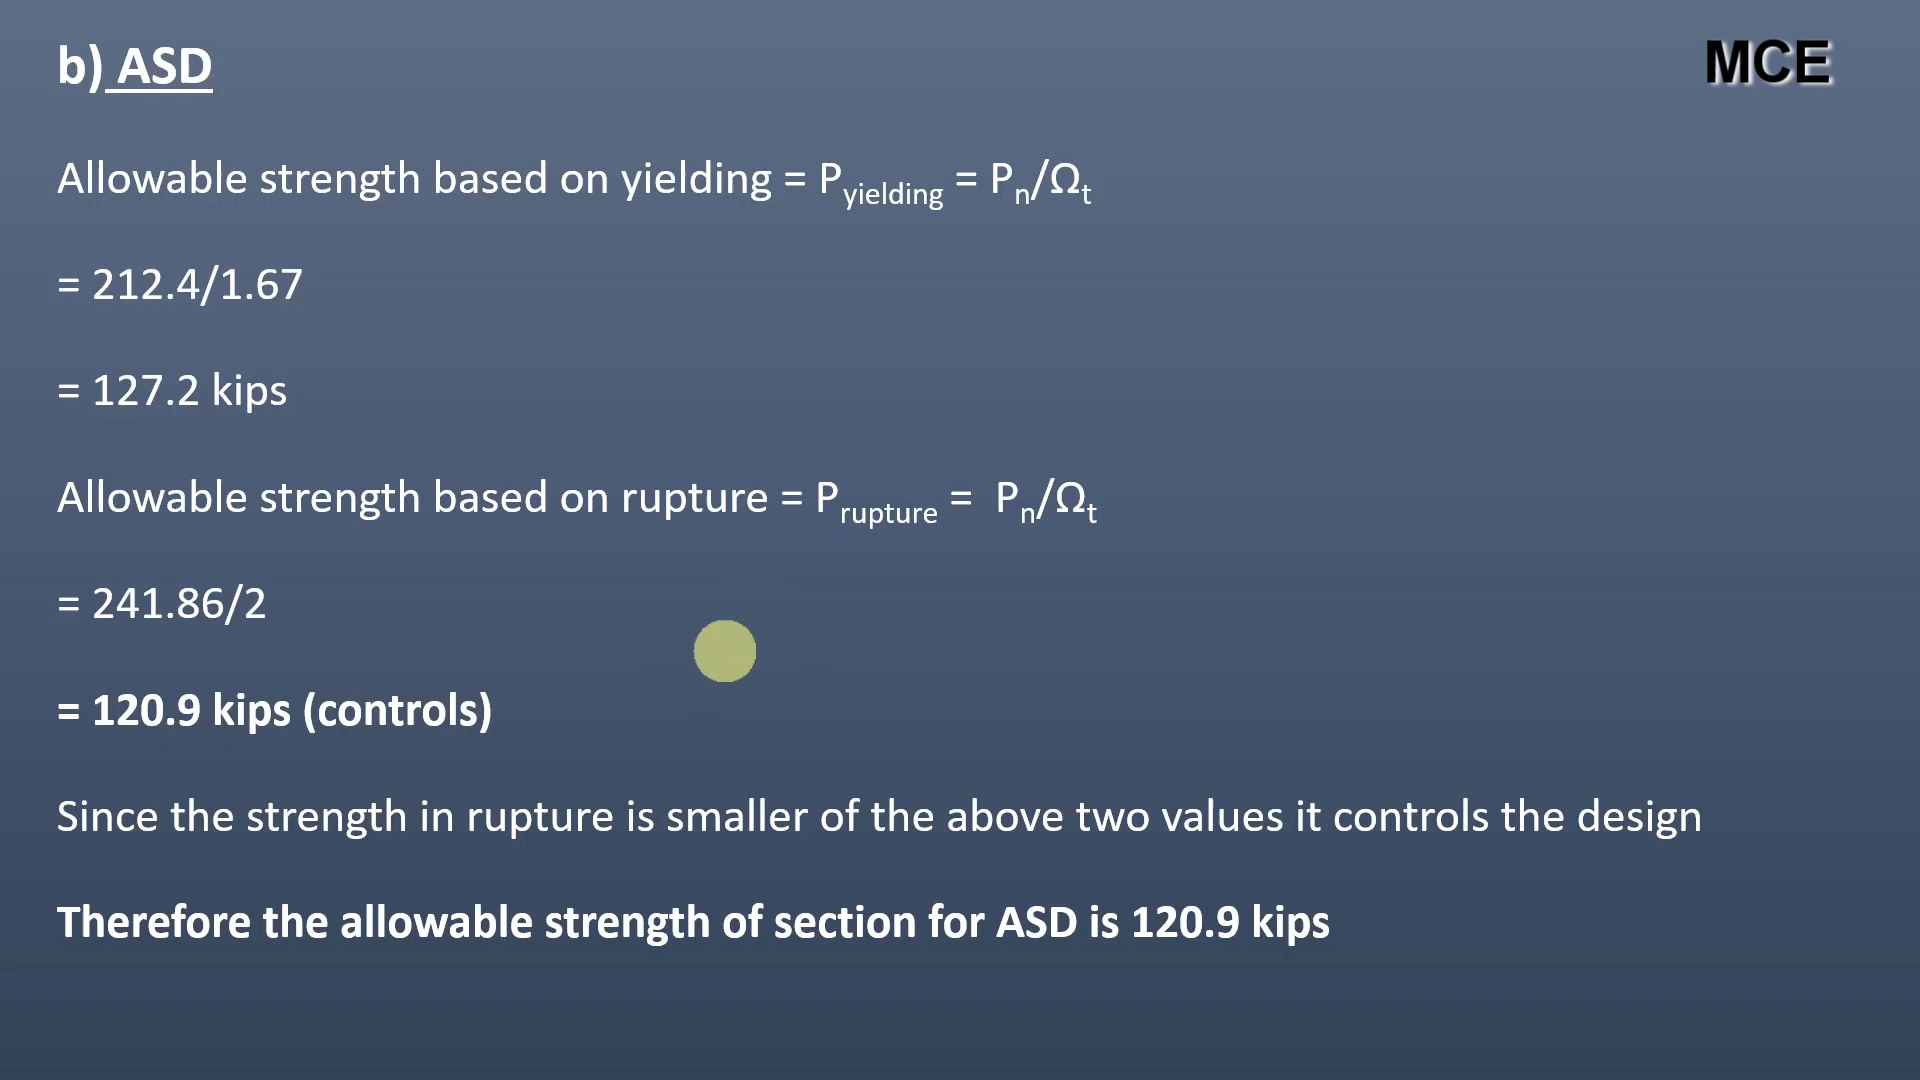 b) ASD
MCE
Allowable strength based on yielding = Pyielding = Pn/Ωt
= 212.4/1.67
= 127.2 kips
Allowable strength based on rupture = Prupture = Pn/Ωt
= 241.86/2
= 120.9 kips (controls)
Since the strength in rupture is smaller of the above two values it controls the design
Therefore the allowable strength of section for ASD is 120.9 kips